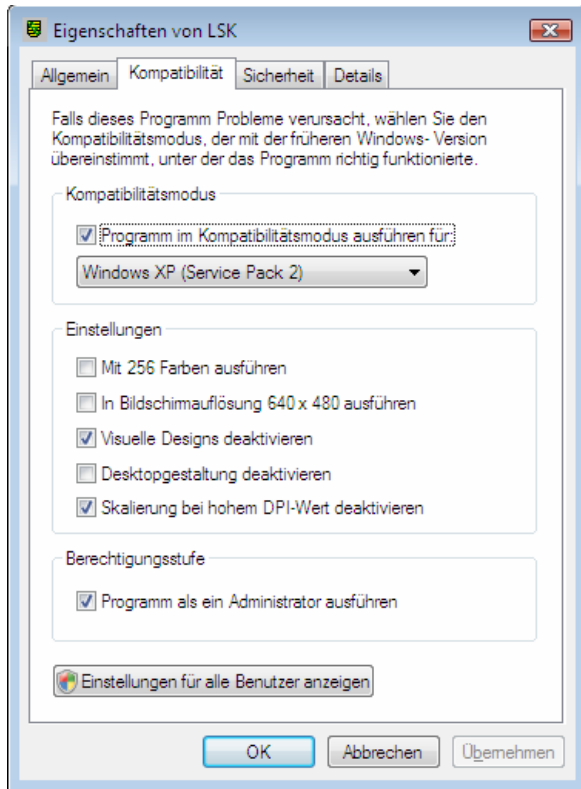 Eigenschaften von LSK
Allgemein Kompatibilität Sicherheit Details
Falls dieses Programm Probleme verursacht, wählen Sie den
Kompatibilitätsmodus, der mit der früheren Windows- Version
übereinstimmt, unter der das Programm richtig funktionierte.
Kompatibilitätsmodus
Programm im Kompatibilitätsmodus ausführen für:
Windows XP (Service Pack 2)
Einstellungen
Mit 256 Farben ausführen
In Bildschirmauflösung 640 x 480 ausführen
Visuelle Designs deaktivieren
Desktopgestaltung deaktivieren
Skalierung bei hohem DPI-Wert deaktivieren
Berechtigungsstufe
Programm als ein Administrator ausführen
Einstellungen für alle Benutzer anzeigen
OK Abbrechen Übernehmen